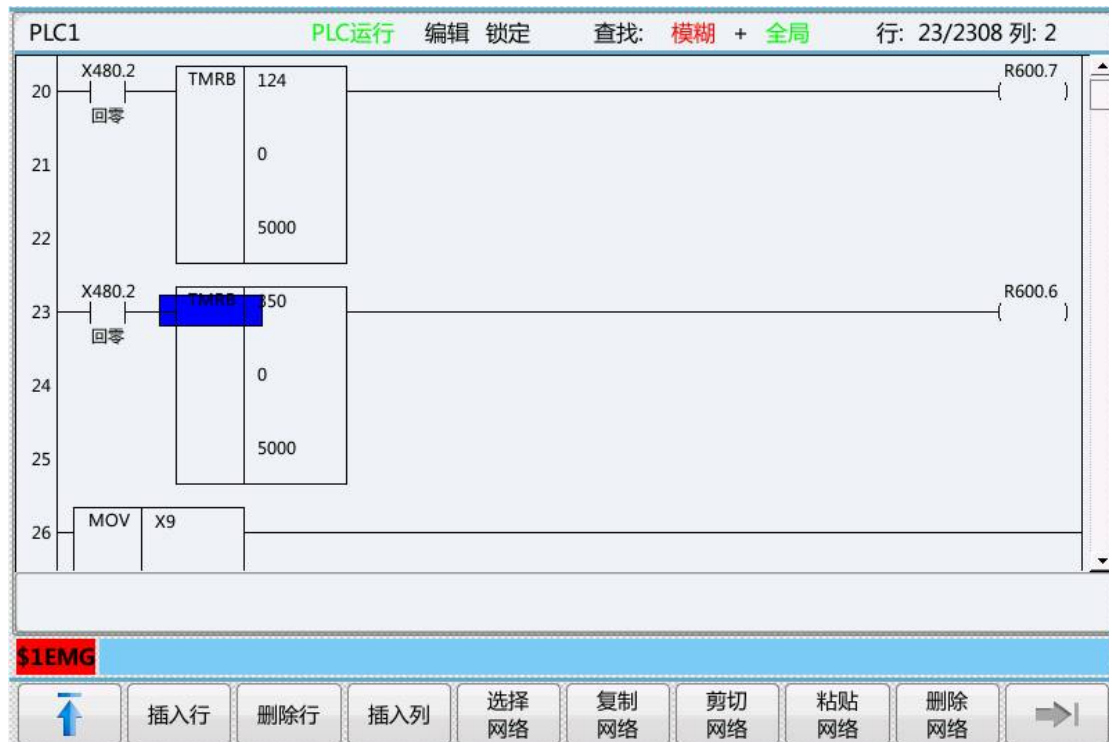 PLC1 PLC运行 编辑 锁定 查找: 模糊 + 全局 行: 23/2308 列: 2
X480.2 TMRB 124 R600.7
20
回零
21 0
22 5000
X480.2 TMRB 350 R600.6
23
回零
24 0
25 5000
26 MOV X9
$1EMG
插入行 删除行 插入列 选择网络 复制网络 剪切网络 粘贴网络 删除网络